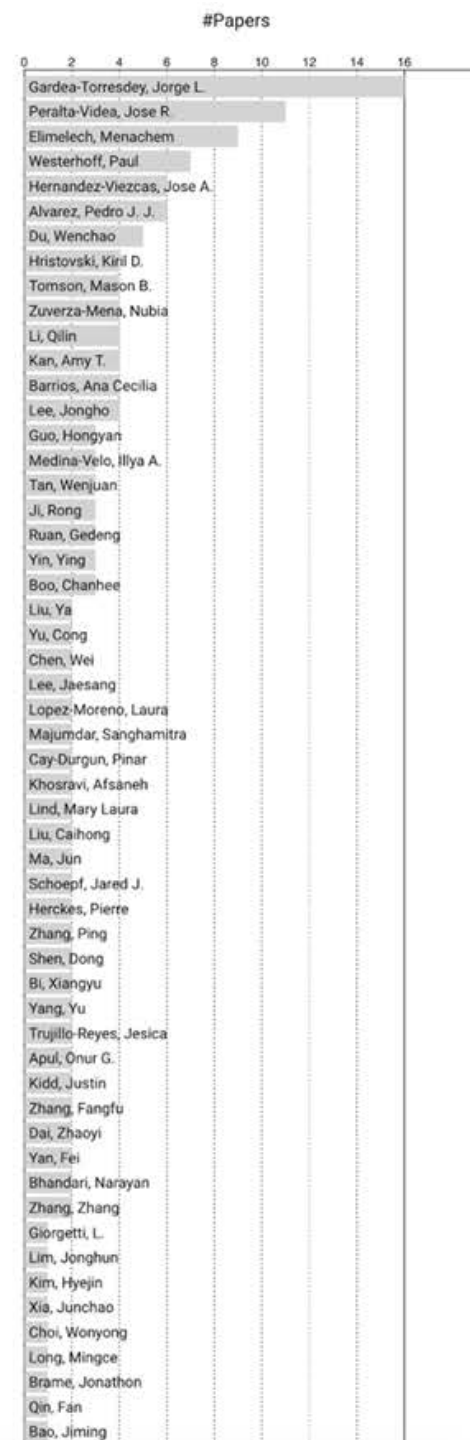 #Papers
0 2 4 6 8 10 12 14 16
Gardea-Torresdey, Jorge L.
Peralta-Videa, Jose R.
Elimelech, Menachem
Westerhoff, Paul
Hernandez-Viezcas, Jose A.
Alvarez, Pedro J. J.
Du, Wenchao
Hristovski, Kiril D.
Tomson, Mason B.
Zuverza-Mena, Nubia
Li, Qilin
Kan, Amy T.
Barrios, Ana Cecilia
Lee, Jongho
Guo, Hongyan
Medina-Velo, Illya A.
Tan, Wenjuan
Ji, Rong
Ruan, Gedeng
Yin, Ying
Boo, Chanhee
Liu, Ya
Yu, Cong
Chen, Wei
Lee, Jaesang
Lopez-Moreno, Laura
Majumdar, Sanghamitra
Cay-Durgun, Pinar
Khosravi, Afsaneh
Lind, Mary Laura
Liu, Caihong
Ma, Jun
Schoepf, Jared J.
Herckes, Pierre
Zhang, Ping
Shen, Dong
Bi, Xiangyu
Yang, Yu
Trujillo-Reyes, Jesica
Apul, Onur G.
Kidd, Justin
Zhang, Fangfu
Dai, Zhaoyi
Yan, Fei
Bhandari, Narayan
Zhang, Zhang
Giorgetti, L.
Lim, Jonghun
Kim, Hyejin
Xia, Junchao
Choi, Wonyong
Long, Mingce
Brame, Jonathon
Qin, Fan
Bao, Jiming